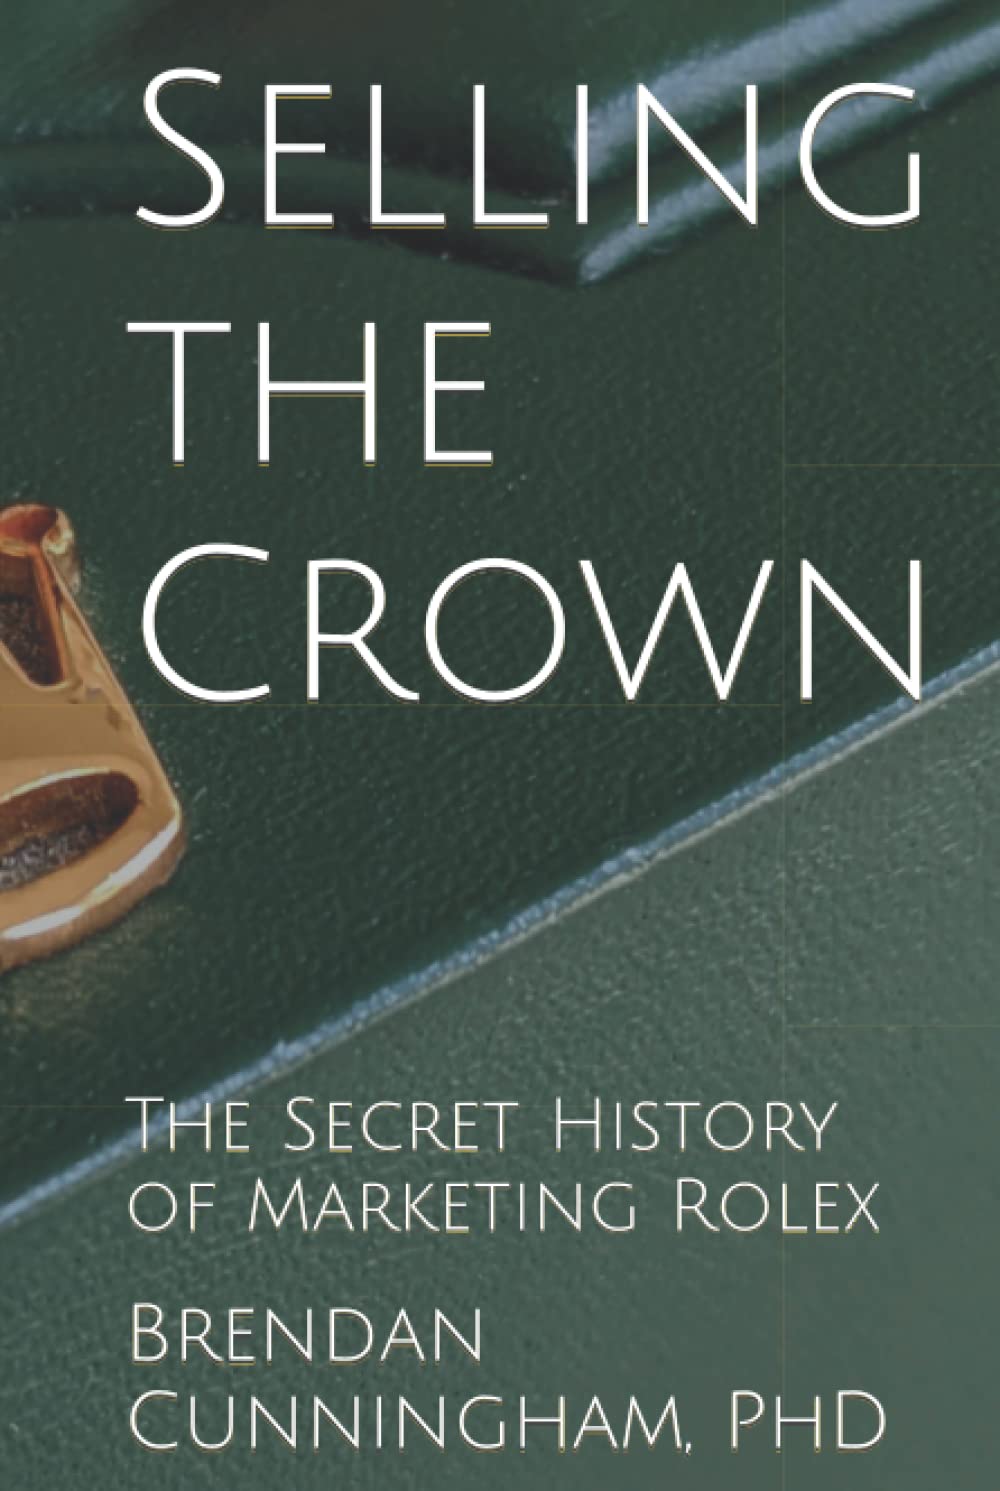 SELLING
THE
CROWN
THE SECRET HISTORY
OF MARKETING ROLEX
BRENDAN
CUNNINGHAM, PHD